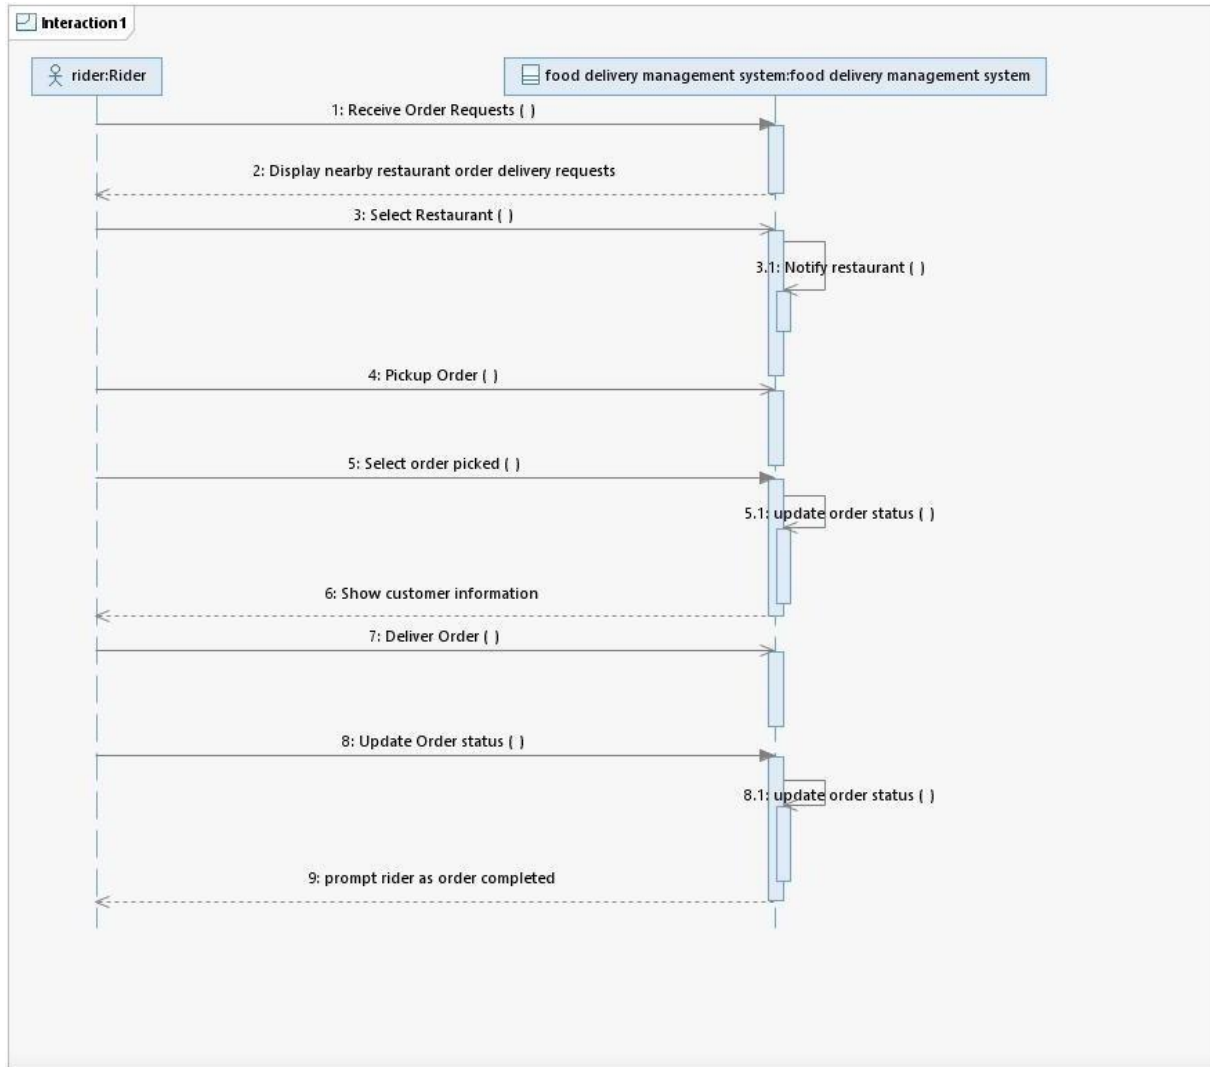 Interaction1
rider:Rider
food delivery management system:food delivery management system
1: Receive Order Requests ( )
2: Display nearby restaurant order delivery requests
3: Select Restaurant ( )
3.1: Notify restaurant ( )
4: Pickup Order ( )
5: Select order picked ( )
5.1: update order status ( )
6: Show customer information
7: Deliver Order ( )
8: Update Order status ( )
8.1: update order status ( )
9: prompt rider as order completed